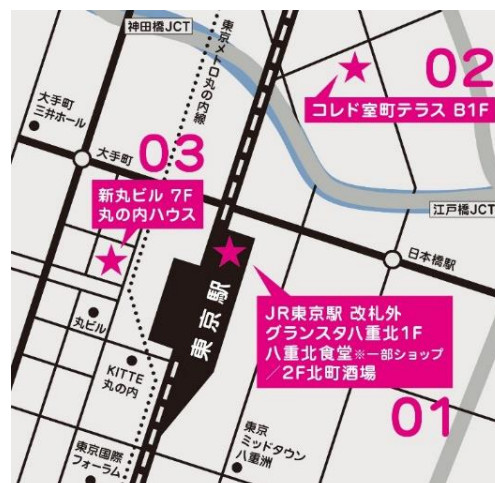 神田橋JCT
東京メトロ丸の内線
02
コレド室町テラス B1F
大手町
三井ホール
大手町
03
新丸ビル 7F
丸の内ハウス
江戸橋JCT
日本橋駅
東京駅
JR東京駅 改札外
グランスタ八重北1F
八重北食堂※一部ショップ
/2F北町酒場
01
丸ビル
KITTE
丸の内
東京国際
フォーラム
東京
ミッドタウン
八重洲